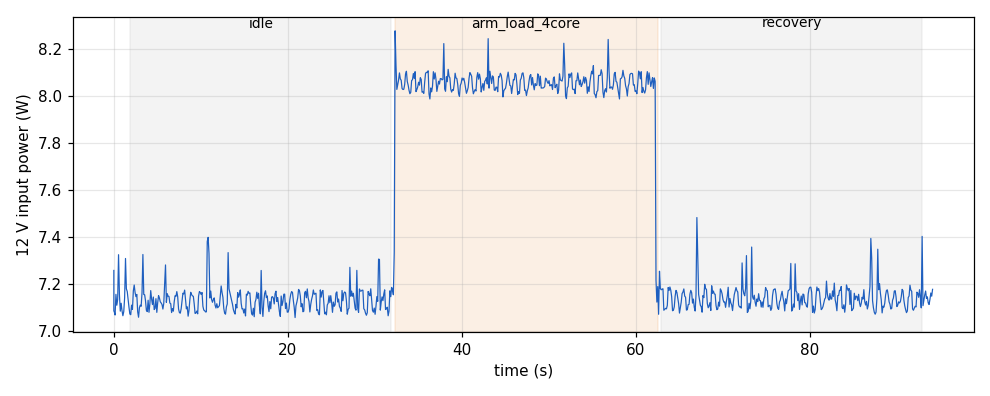 idle
arm_load_4core
recovery
12 V input power (W)
8.2
8.0
7.8
7.6
7.4
7.2
7.0
0
20
40
60
80
time (s)